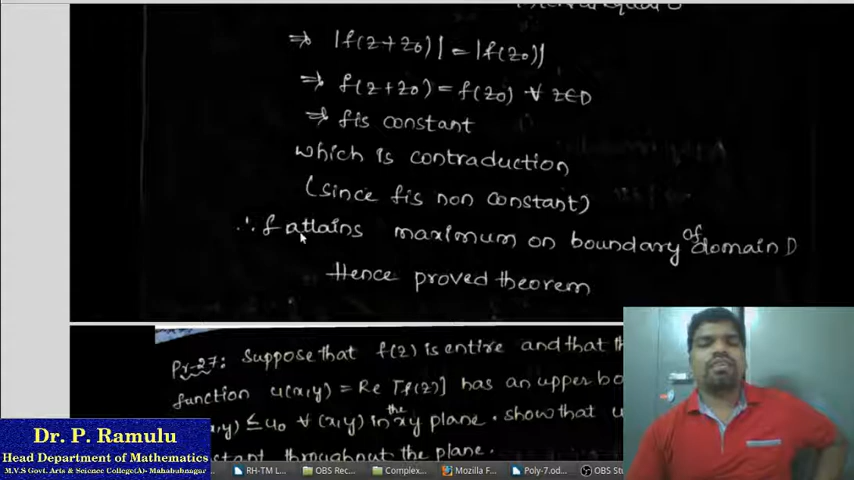 ⇒ |f(z+z0)| = |f(z0)|
⇒ f(z+z0) = f(z0) ∀ z∈D
⇒ f is constant
which is contraduction
(since f is non constant)
∴ f attains maximum on boundary of domain D
Hence proved theorem
Pr-27: Suppose that f(z) is entire and that
function u(x,y) = Re [f(z)] has an upper
≤ u0 ∀ (x,y) in the xy plane. show that
throughout the plane.
Dr. P. Ramulu
Head Department of Mathematics
M.V.S Govt. Arts & Science College(A)- Mahabubnagar
RH-TM L
OBS Rec...
Complex...
Mozilla F...
Poly-7.od...
OBS Stu